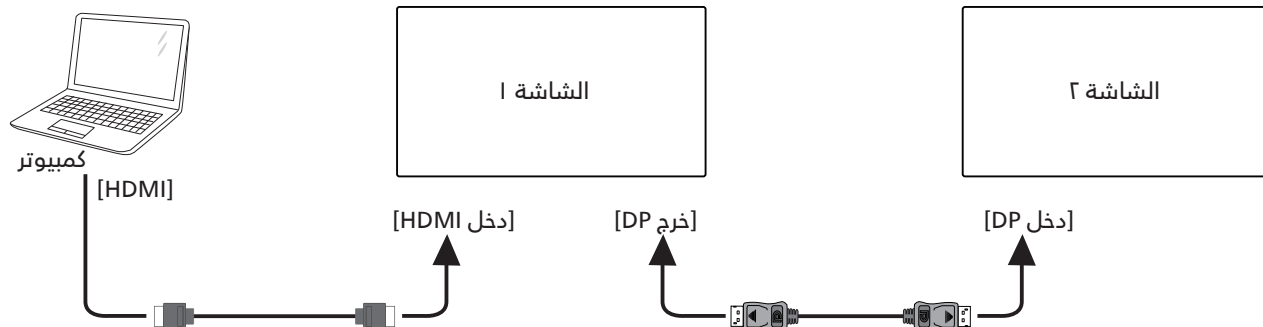 الشاشة ١
الشاشة ٢
كمبيوتر
[HDMI]
[دخل HDMI]
[خرج DP]
[دخل DP]